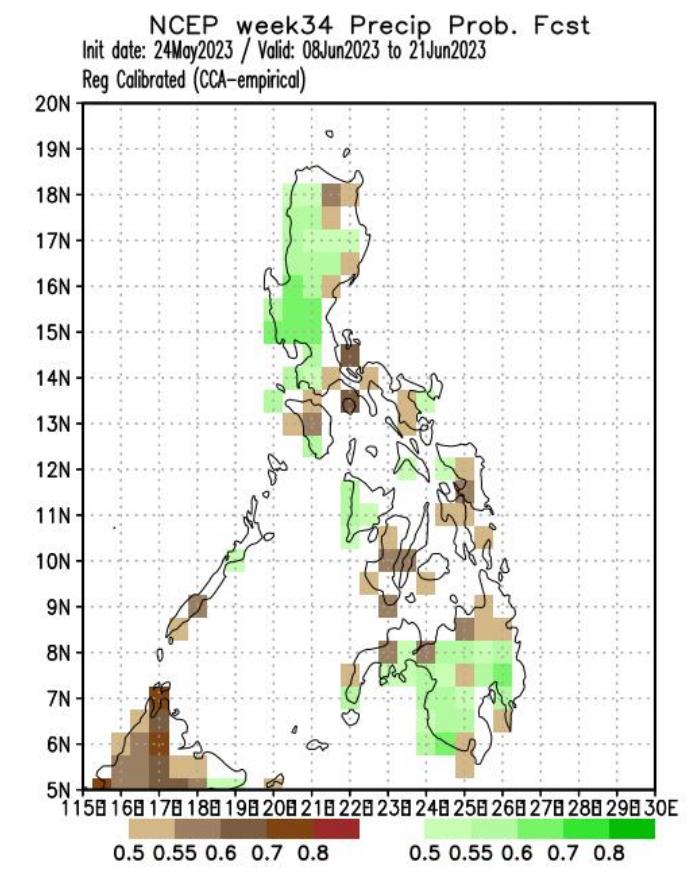 NCEP week34 Precip Prob. Fcst
Init date: 24May2023 / Valid: 08Jun2023 to 21Jun2023
Reg Calibrated (CCA-empirical)
20N
19N
18N
17N
16N
15N
14N
13N
12N
11N
10N
9N
8N
7N
6N
5N
115E 116E 117E 118E 119E 120E 121E 122E 123E 124E 125E 126E 127E 128E 129E 130E
0.5 0.55 0.6 0.7 0.8 0.5 0.55 0.6 0.7 0.8